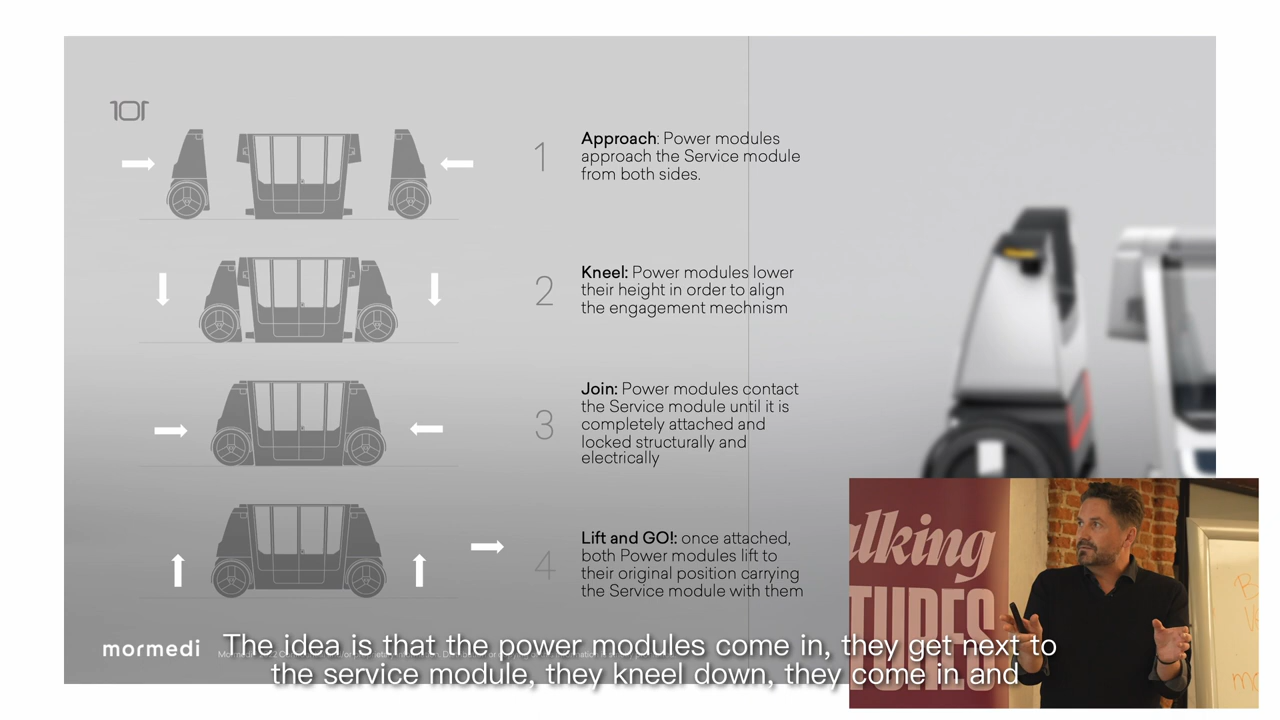 101
1
Approach: Power modules
approach the Service module
from both sides.
2
Kneel: Power modules lower
their height in order to align
the engagement mechnism
3
Join: Power modules contact
the Service module until it is
completely attached and
locked structurally and
electrically
4
Lift and GO!: once attached,
both Power modules lift to
their original position carrying
the Service module with them
mormedi
The idea is that the power modules come in, they get next to
the service module, they kneel down, they come in and
alking
TURES